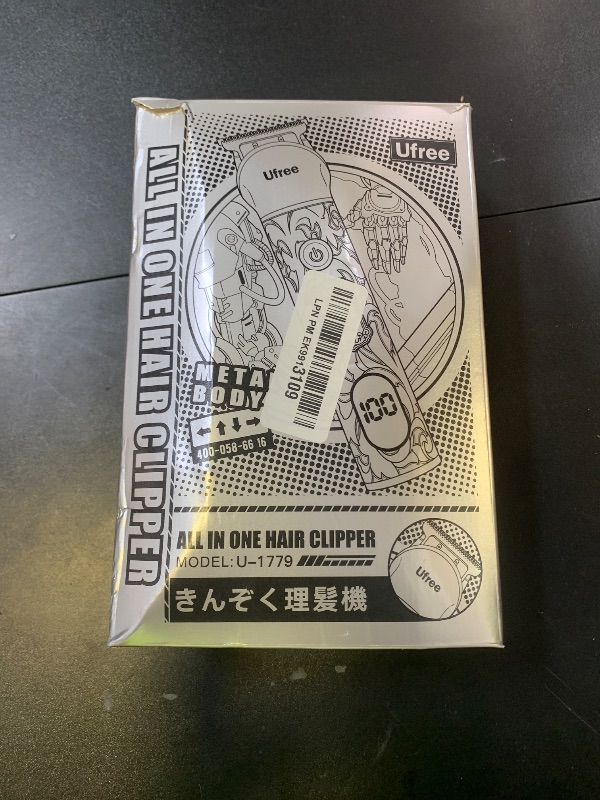 Ufree
Ufree
ALL IN ONE HAIR CLIPPER
LPN PM EK9913109
METAL
BODY
100
400-058-66 16
ALL IN ONE HAIR CLIPPER
MODEL: U-1779
きんぞく理髪機
Ufree